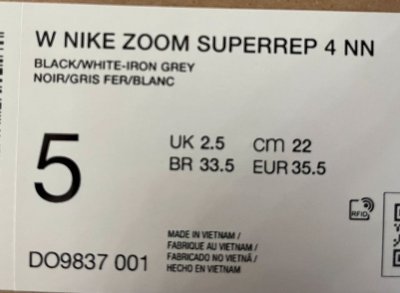 W NIKE ZOOM SUPERREP 4 NN
BLACK/WHITE-IRON GREY
NOIR/GRIS FER/BLANC
5
UK 2.5 cm 22
BR 33.5 EUR 35.5
RFID
MADE IN VIETNAM/
FABRIQUE AU VIETNAM/
FABRICADO NO VIETNÃ/
HECHO EN VIETNAM
DO9837 001